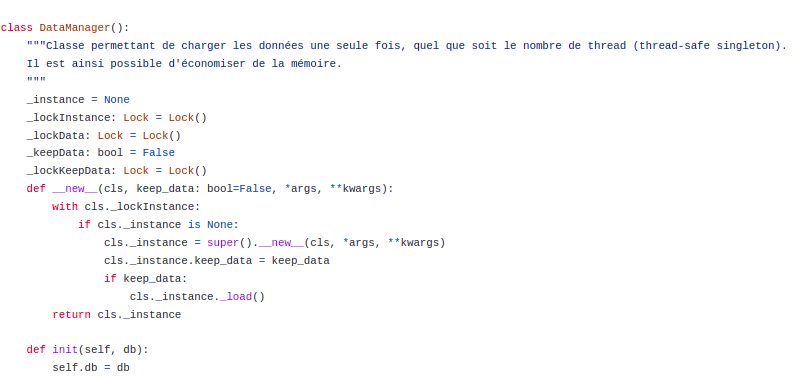 class DataManager():
    """Classe permettant de charger les données une seule fois, quel que soit le nombre de thread (thread-safe singleton).
    Il est ainsi possible d'économiser de la mémoire.
    """
    _instance = None
    _lockInstance: Lock = Lock()
    _lockData: Lock = Lock()
    _keepData: bool = False
    _lockKeepData: Lock = Lock()
    def __new__(cls, keep_data: bool=False, *args, **kwargs):
        with cls._lockInstance:
            if cls._instance is None:
                cls._instance = super().__new__(cls, *args, **kwargs)
                cls._instance.keep_data = keep_data
                if keep_data:
                    cls._instance._load()
        return cls._instance

    def init(self, db):
        self.db = db